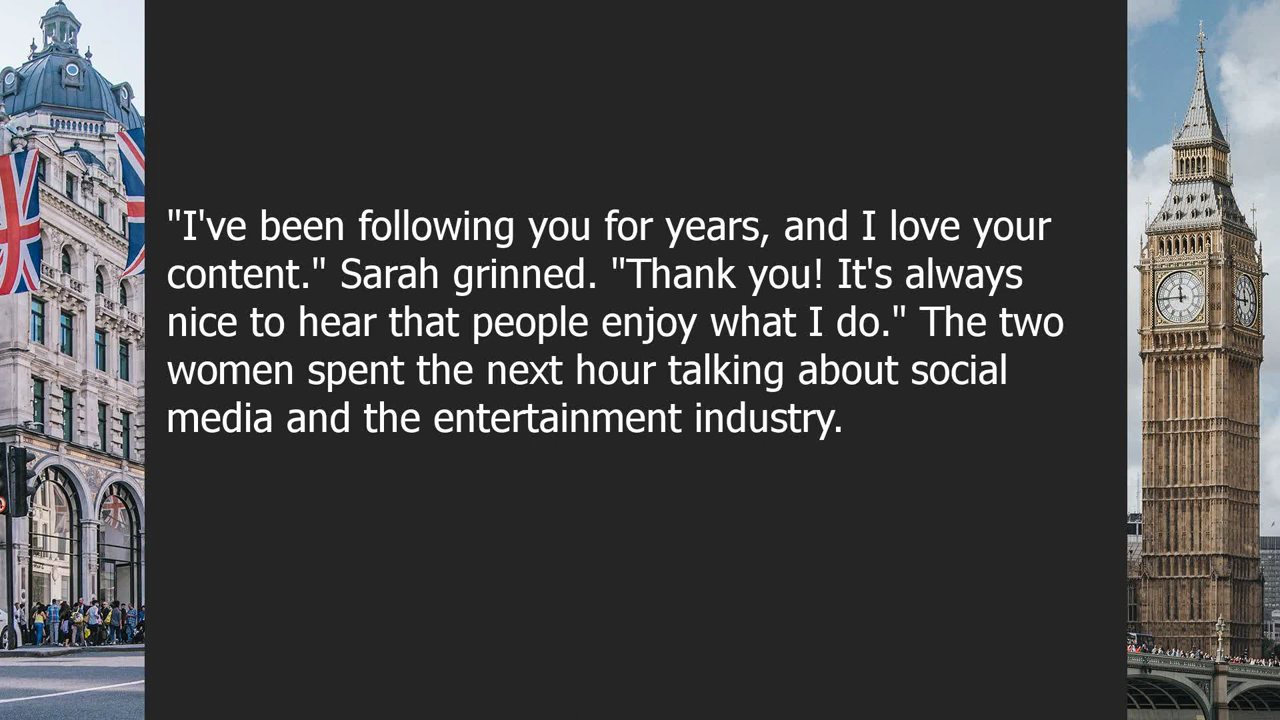 "I've been following you for years, and I love your
content." Sarah grinned. "Thank you! It's always
nice to hear that people enjoy what I do." The two
women spent the next hour talking about social
media and the entertainment industry.